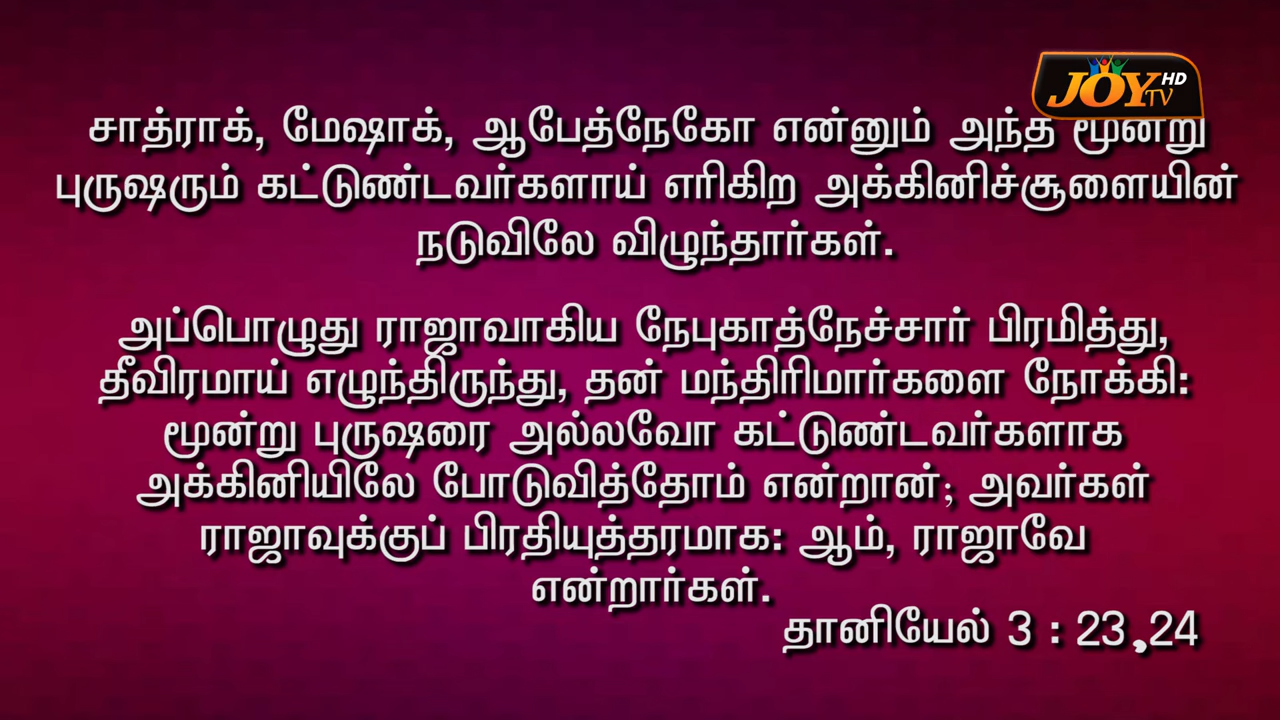 JOY TV HD
சாத்ராக், மேஷாக், ஆபேத்நேகோ என்னும் அந்த மூன்று
புருஷரும் கட்டுண்டவர்களாய் எரிகிற அக்கினிச்சூளையின்
நடுவிலே விழுந்தார்கள்.
அப்பொழுது ராஜாவாகிய நேபுகாத்நேச்சார் பிரமித்து,
தீவிரமாய் எழுந்திருந்து, தன் மந்திரிமார்களை நோக்கி:
மூன்று புருஷரை அல்லவோ கட்டுண்டவர்களாக
அக்கினியிலே போடுவித்தோம் என்றான்; அவர்கள்
ராஜாவுக்குப் பிரதியுத்தரமாக: ஆம், ராஜாவே
என்றார்கள்.
தானியேல் 3 : 23,24